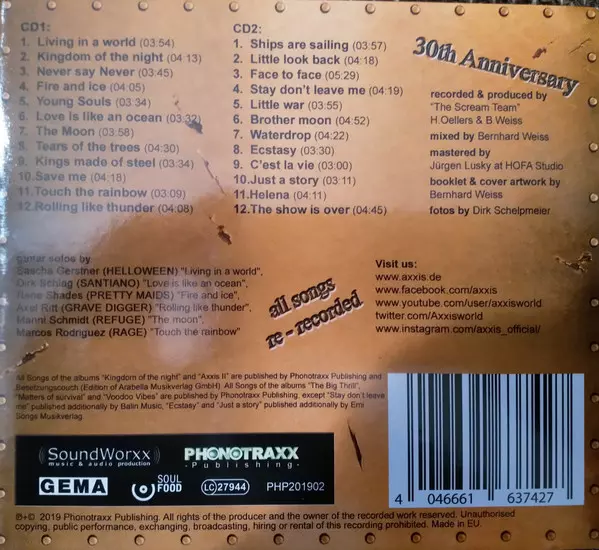 CD1:
1. Living in a world (03:54)
2. Kingdom of the night (04:13)
3. Never say Never (03:45)
4. Fire and ice (04:05)
5. Young Souls (03:34)
6. Love is like an ocean (03:32)
7. The Moon (03:58)
8. Tears of the trees (04:30)
9. Kings made of steel (03:34)
10.Save me (04:18)
11.Touch the rainbow (03:09)
12.Rolling like thunder (04:08)
CD2:
1. Ships are sailing (03:57)
2. Little look back (04:18)
3. Face to face (05:29)
4. Stay don't leave me (04:19)
5. Little war (03:55)
6. Brother moon (04:52)
7. Waterdrop (04:22)
8. Ecstasy (03:30)
9. C'est la vie (03:00)
10.Just a story (03:11)
11.Helena (04:11)
12.The show is over (04:45)
30th Anniversary
recorded & produced by
"The Scream Team"
H.Oellers & B Weiss
mixed by Bernhard Weiss
mastered by
Jürgen Lusky at HOFA Studio
booklet & cover artwork by
Bernhard Weiss
fotos by Dirk Schelpmeier
guitar solos by
Sascha Gerstner (HELLOWEEN) "Living in a world",
Dirk Schlag (SANTIANO) "Love is like an ocean",
Rene Shades (PRETTY MAIDS) "Fire and ice",
Axel Ritt (GRAVE DIGGER) "Rolling like thunder",
Manni Schmidt (REFUGE) "The moon",
Marcos Rodriguez (RAGE) "Touch the rainbow"
all songs
re - recorded
Visit us:
www.axxis.de
www.facebook.com/axxis
www.youtube.com/user/axxisworld
twitter.com/Axxisworld
www.instagram.com/axxis_official/
All Songs of the albums "Kingdom of the night" and "Axxis II" are published by Phonotraxx Publishing and
Besetzungscouch (Edition of Arabella Musikverlag GmbH). All Songs of the albums "The Big Thrill",
"Matters of survival" and "Voodoo Vibes" are published by Phonotraxx Publishing, except "Stay don't leave
me" published additionally by Balin Music, "Ecstasy" and "Just a story" published additionally by Emi
Songs Musikverlag
SoundWorxx
music & audio production
PHONOTRAXX
Publishing
GEMA
SOUL
FOOD
LC27944
PHP201902
4 046661 637427
℗+© 2019 Phonotraxx Publishing. All rights of the producer and the owner of the recorded work reserved. Unauthorised
copying, public performance, exchanging, broadcasting, hiring or rental of this recording prohibited. Made in EU.